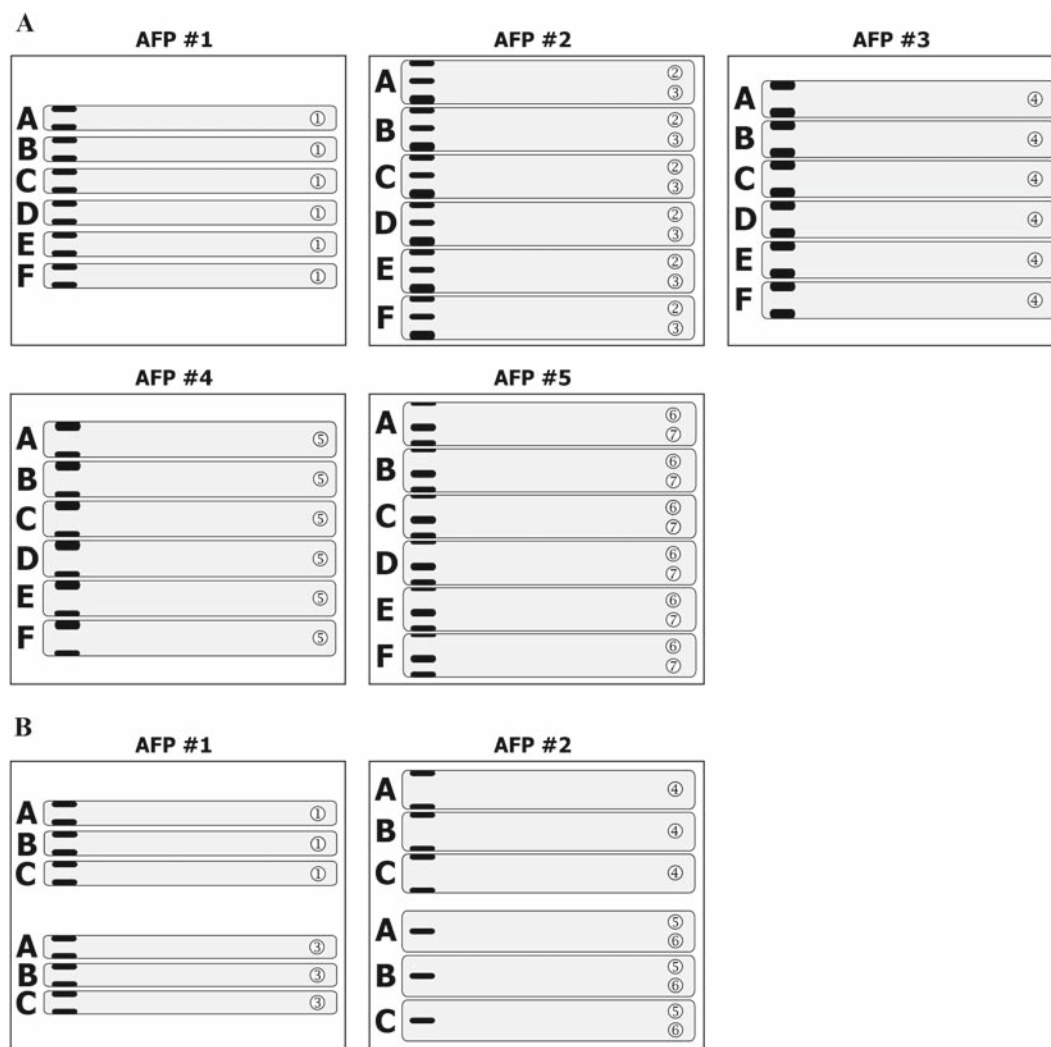 A
AFP #1 AFP #2 AFP #3
A ①
B ①
C ①
D ①
E ①
F ①
A ② ③
B ② ③
C ② ③
D ② ③
E ② ③
F ② ③
A ④
B ④
C ④
D ④
E ④
F ④
AFP #4 AFP #5
A ⑤
B ⑤
C ⑤
D ⑤
E ⑤
F ⑤
A ⑥ ⑦
B ⑥ ⑦
C ⑥ ⑦
D ⑥ ⑦
E ⑥ ⑦
F ⑥ ⑦
B
AFP #1 AFP #2
A ①
B ①
C ①
A ③
B ③
C ③
A ④
B ④
C ④
A ⑤ ⑥
B ⑤ ⑥
C ⑤ ⑥